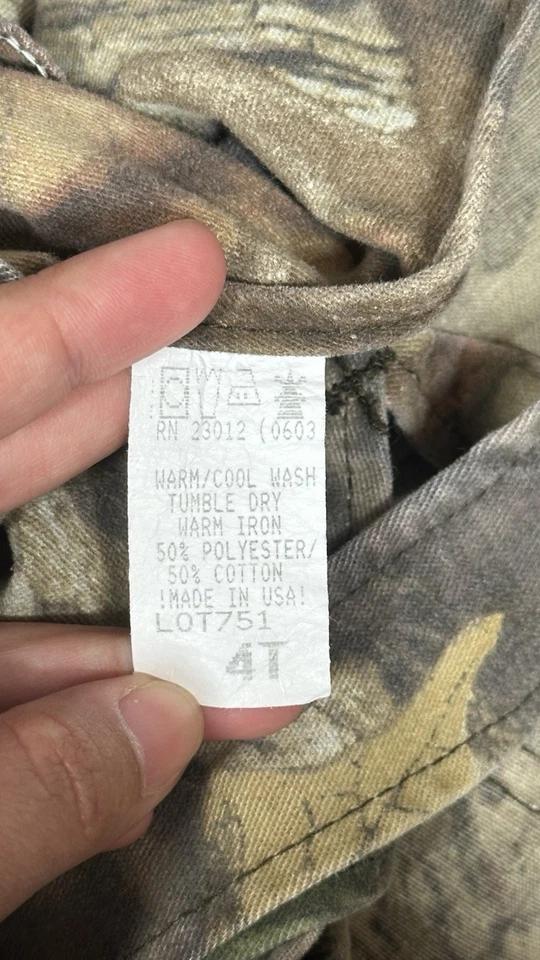 RN 23012 (0603
WARM/COOL WASH
TUMBLE DRY
WARM IRON
50% POLYESTER/
50% COTTON
!MADE IN USA!
LOT751
4T